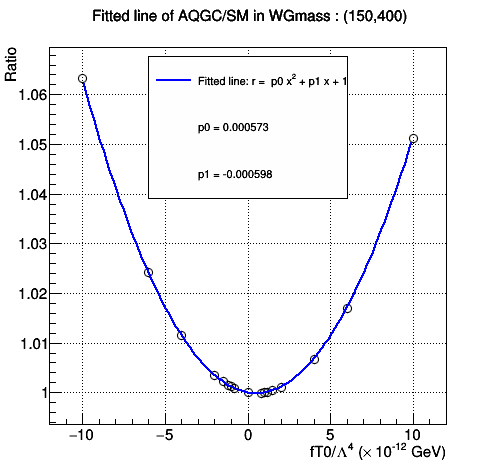 Fitted line of AQGC/SM in WGmass : (150,400)
Ratio
Fitted line: r = p0 x² + p1 x + 1
p0 = 0.000573
p1 = -0.000598
1.06
1.05
1.04
1.03
1.02
1.01
1
−10 −5 0 5 10
fT0/Λ⁴ (× 10⁻¹² GeV)